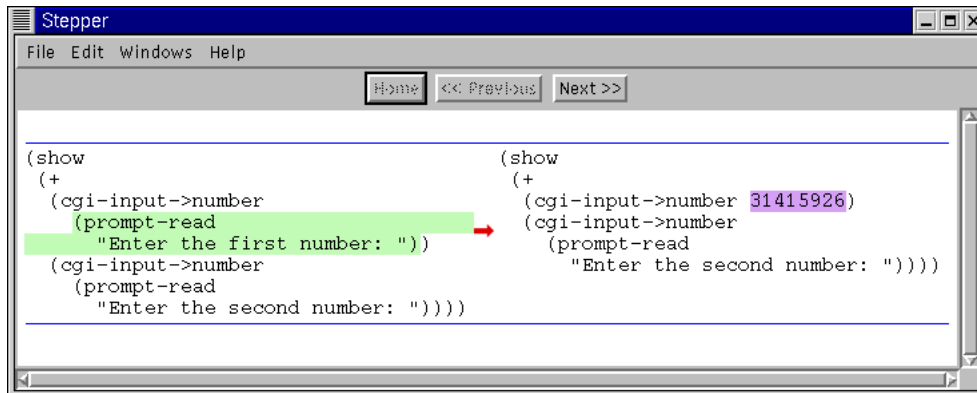 Stepper
File Edit Windows Help
Home << Previous Next >>
(show
 (+
  (cgi-input->number
    (prompt-read
      "Enter the first number: "))
  (cgi-input->number
    (prompt-read
      "Enter the second number: "))))
(show
 (+
  (cgi-input->number 31415926)
  (cgi-input->number
    (prompt-read
      "Enter the second number: "))))